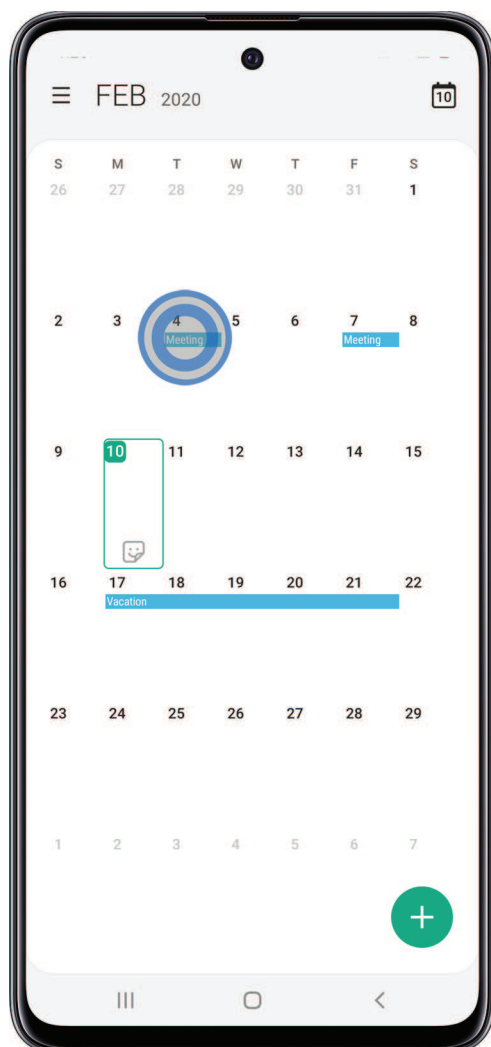 FEB 2020
10
S M T W T F S
26 27 28 29 30 31 1
2 3 4 5 6 7 8
Meeting Meeting
9 10 11 12 13 14 15
16 17 18 19 20 21 22
Vacation
23 24 25 26 27 28 29
1 2 3 4 5 6 7